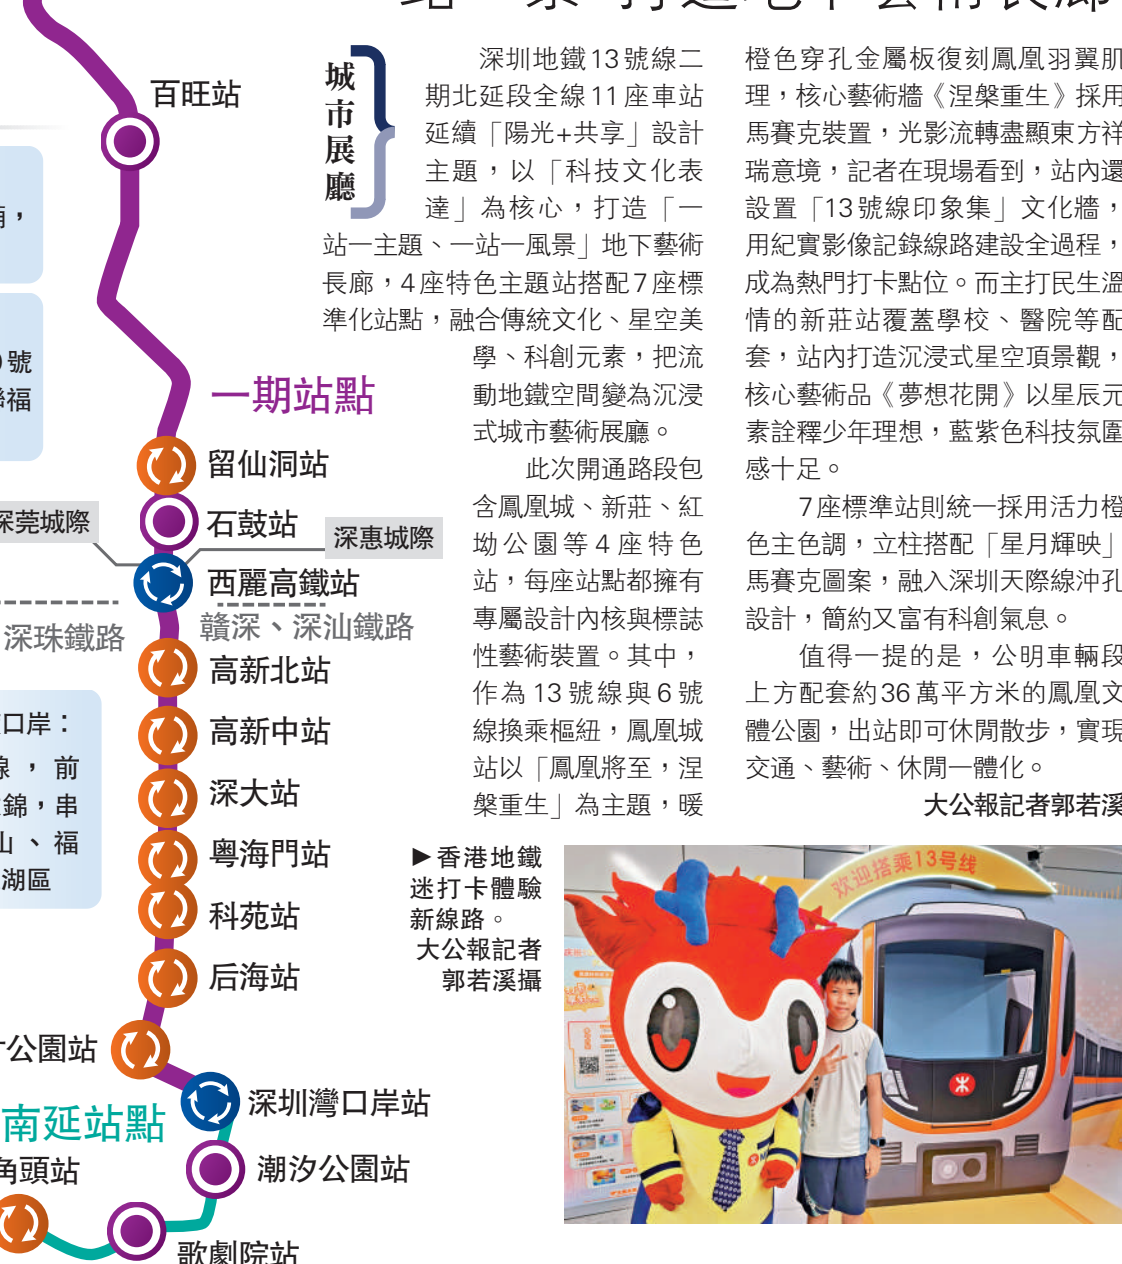 百旺站
號
福
一期站點
留仙洞站
石鼓站
深莞城際
深惠城際
西麗高鐵站
深珠鐵路
贛深、深汕鐵路
高新北站
高新中站
口岸：
線，前
錦，串
山、福
湖區
深大站
粵海門站
科苑站
后海站
公園站
深圳灣口岸站
南延站點
角頭站
潮汐公園站
歌劇院站
城市展廳
深圳地鐵13號線二
期北延段全線11座車站
延續「陽光+共享」設計
主題，以「科技文化表
達」為核心，打造「一
站一主題、一站一風景」地下藝術
長廊，4座特色主題站搭配7座標
準化站點，融合傳統文化、星空美
學、科創元素，把流
動地鐵空間變為沉浸
式城市藝術展廳。
此次開通路段包
含鳳凰城、新莊、紅
坳公園等4座特色
站，每座站點都擁有
專屬設計內核與標誌
性藝術裝置。其中，
作為13號線與6號
線換乘樞紐，鳳凰城
站以「鳳凰將至，涅
槃重生」為主題，暖
橙色穿孔金屬板復刻鳳凰羽翼肌
理，核心藝術牆《涅槃重生》採用
馬賽克裝置，光影流轉盡顯東方祥
瑞意境，記者在現場看到，站內還
設置「13號線印象集」文化牆，
用紀實影像記錄線路建設全過程，
成為熱門打卡點位。而主打民生溫
情的新莊站覆蓋學校、醫院等配
套，站內打造沉浸式星空頂景觀，
核心藝術品《夢想花開》以星辰元
素詮釋少年理想，藍紫色科技氛圍
感十足。
7座標準站則統一採用活力橙
色主色調，立柱搭配「星月輝映」
馬賽克圖案，融入深圳天際線沖孔
設計，簡約又富有科創氣息。
值得一提的是，公明車輛段
上方配套約36萬平方米的鳳凰文
體公園，出站即可休閒散步，實現
交通、藝術、休閒一體化。
大公報記者郭若溪
▶香港地鐵
迷打卡體驗
新線路。
大公報記者
郭若溪攝
欢迎搭乘13号线